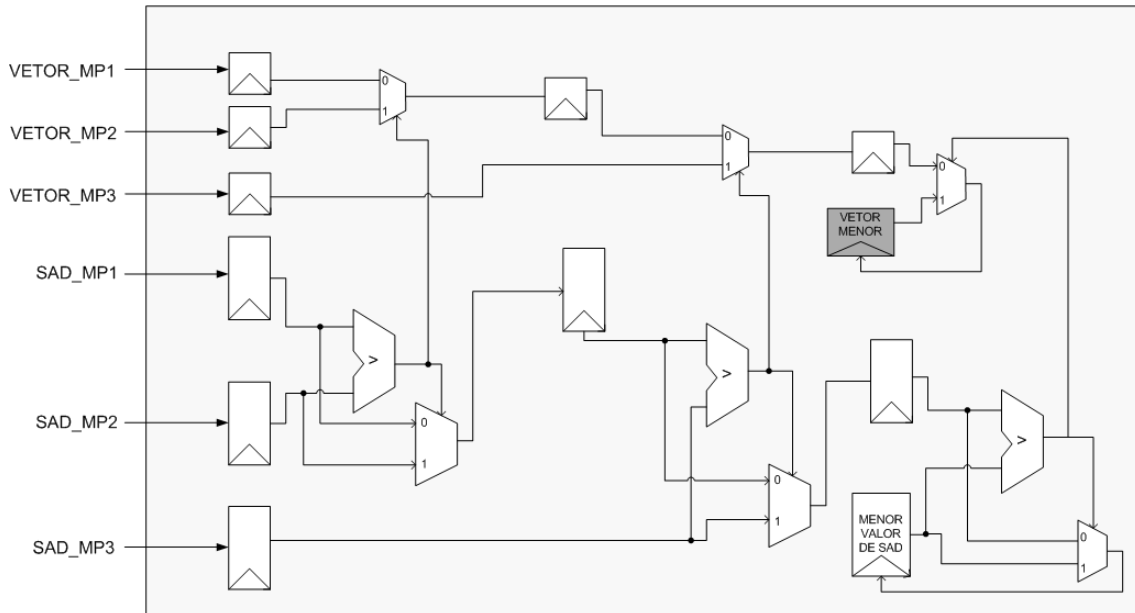 VETOR_MP1
VETOR_MP2
VETOR_MP3
SAD_MP1
SAD_MP2
SAD_MP3
0
1
0
1
0
1
VETOR
MENOR
>
0
1
>
0
1
>
MENOR
VALOR
DE SAD
0
1